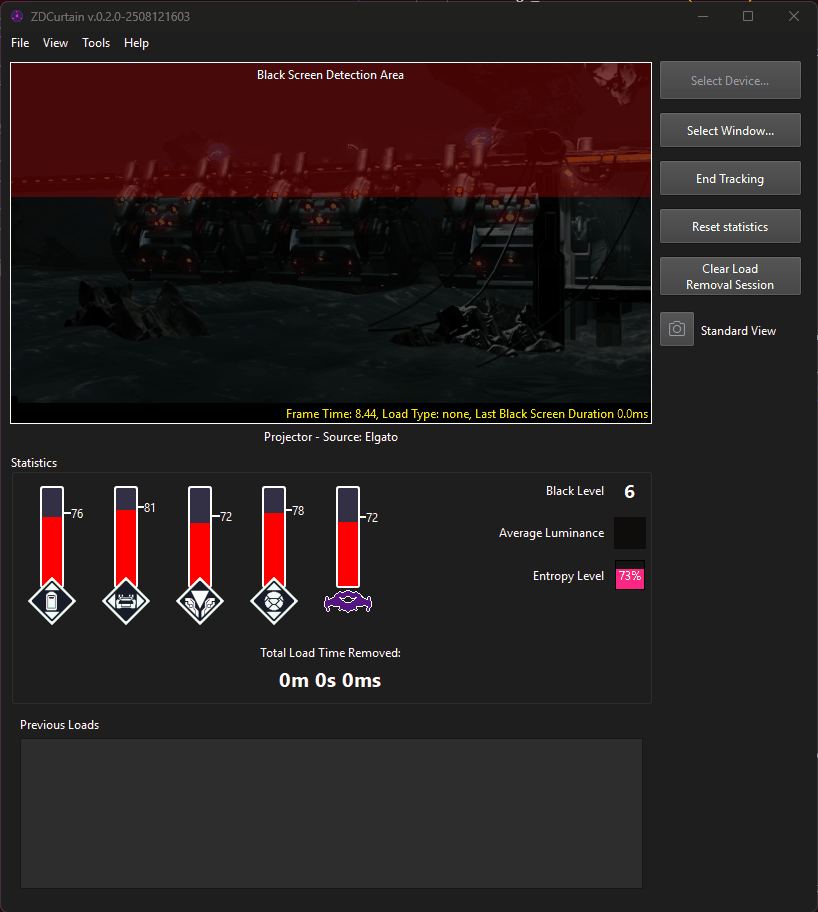 ZDCurtain v.0.2.0-2508121603
File View Tools Help
Black Screen Detection Area
Frame Time: 8.44, Load Type: none, Last Black Screen Duration 0.0ms
Projector - Source: Elgato
Select Device...
Select Window...
End Tracking
Reset statistics
Clear Load
Removal Session
Standard View
Statistics
76
81
72
78
72
Black Level 6
Average Luminance
Entropy Level 73%
Total Load Time Removed:
0m 0s 0ms
Previous Loads